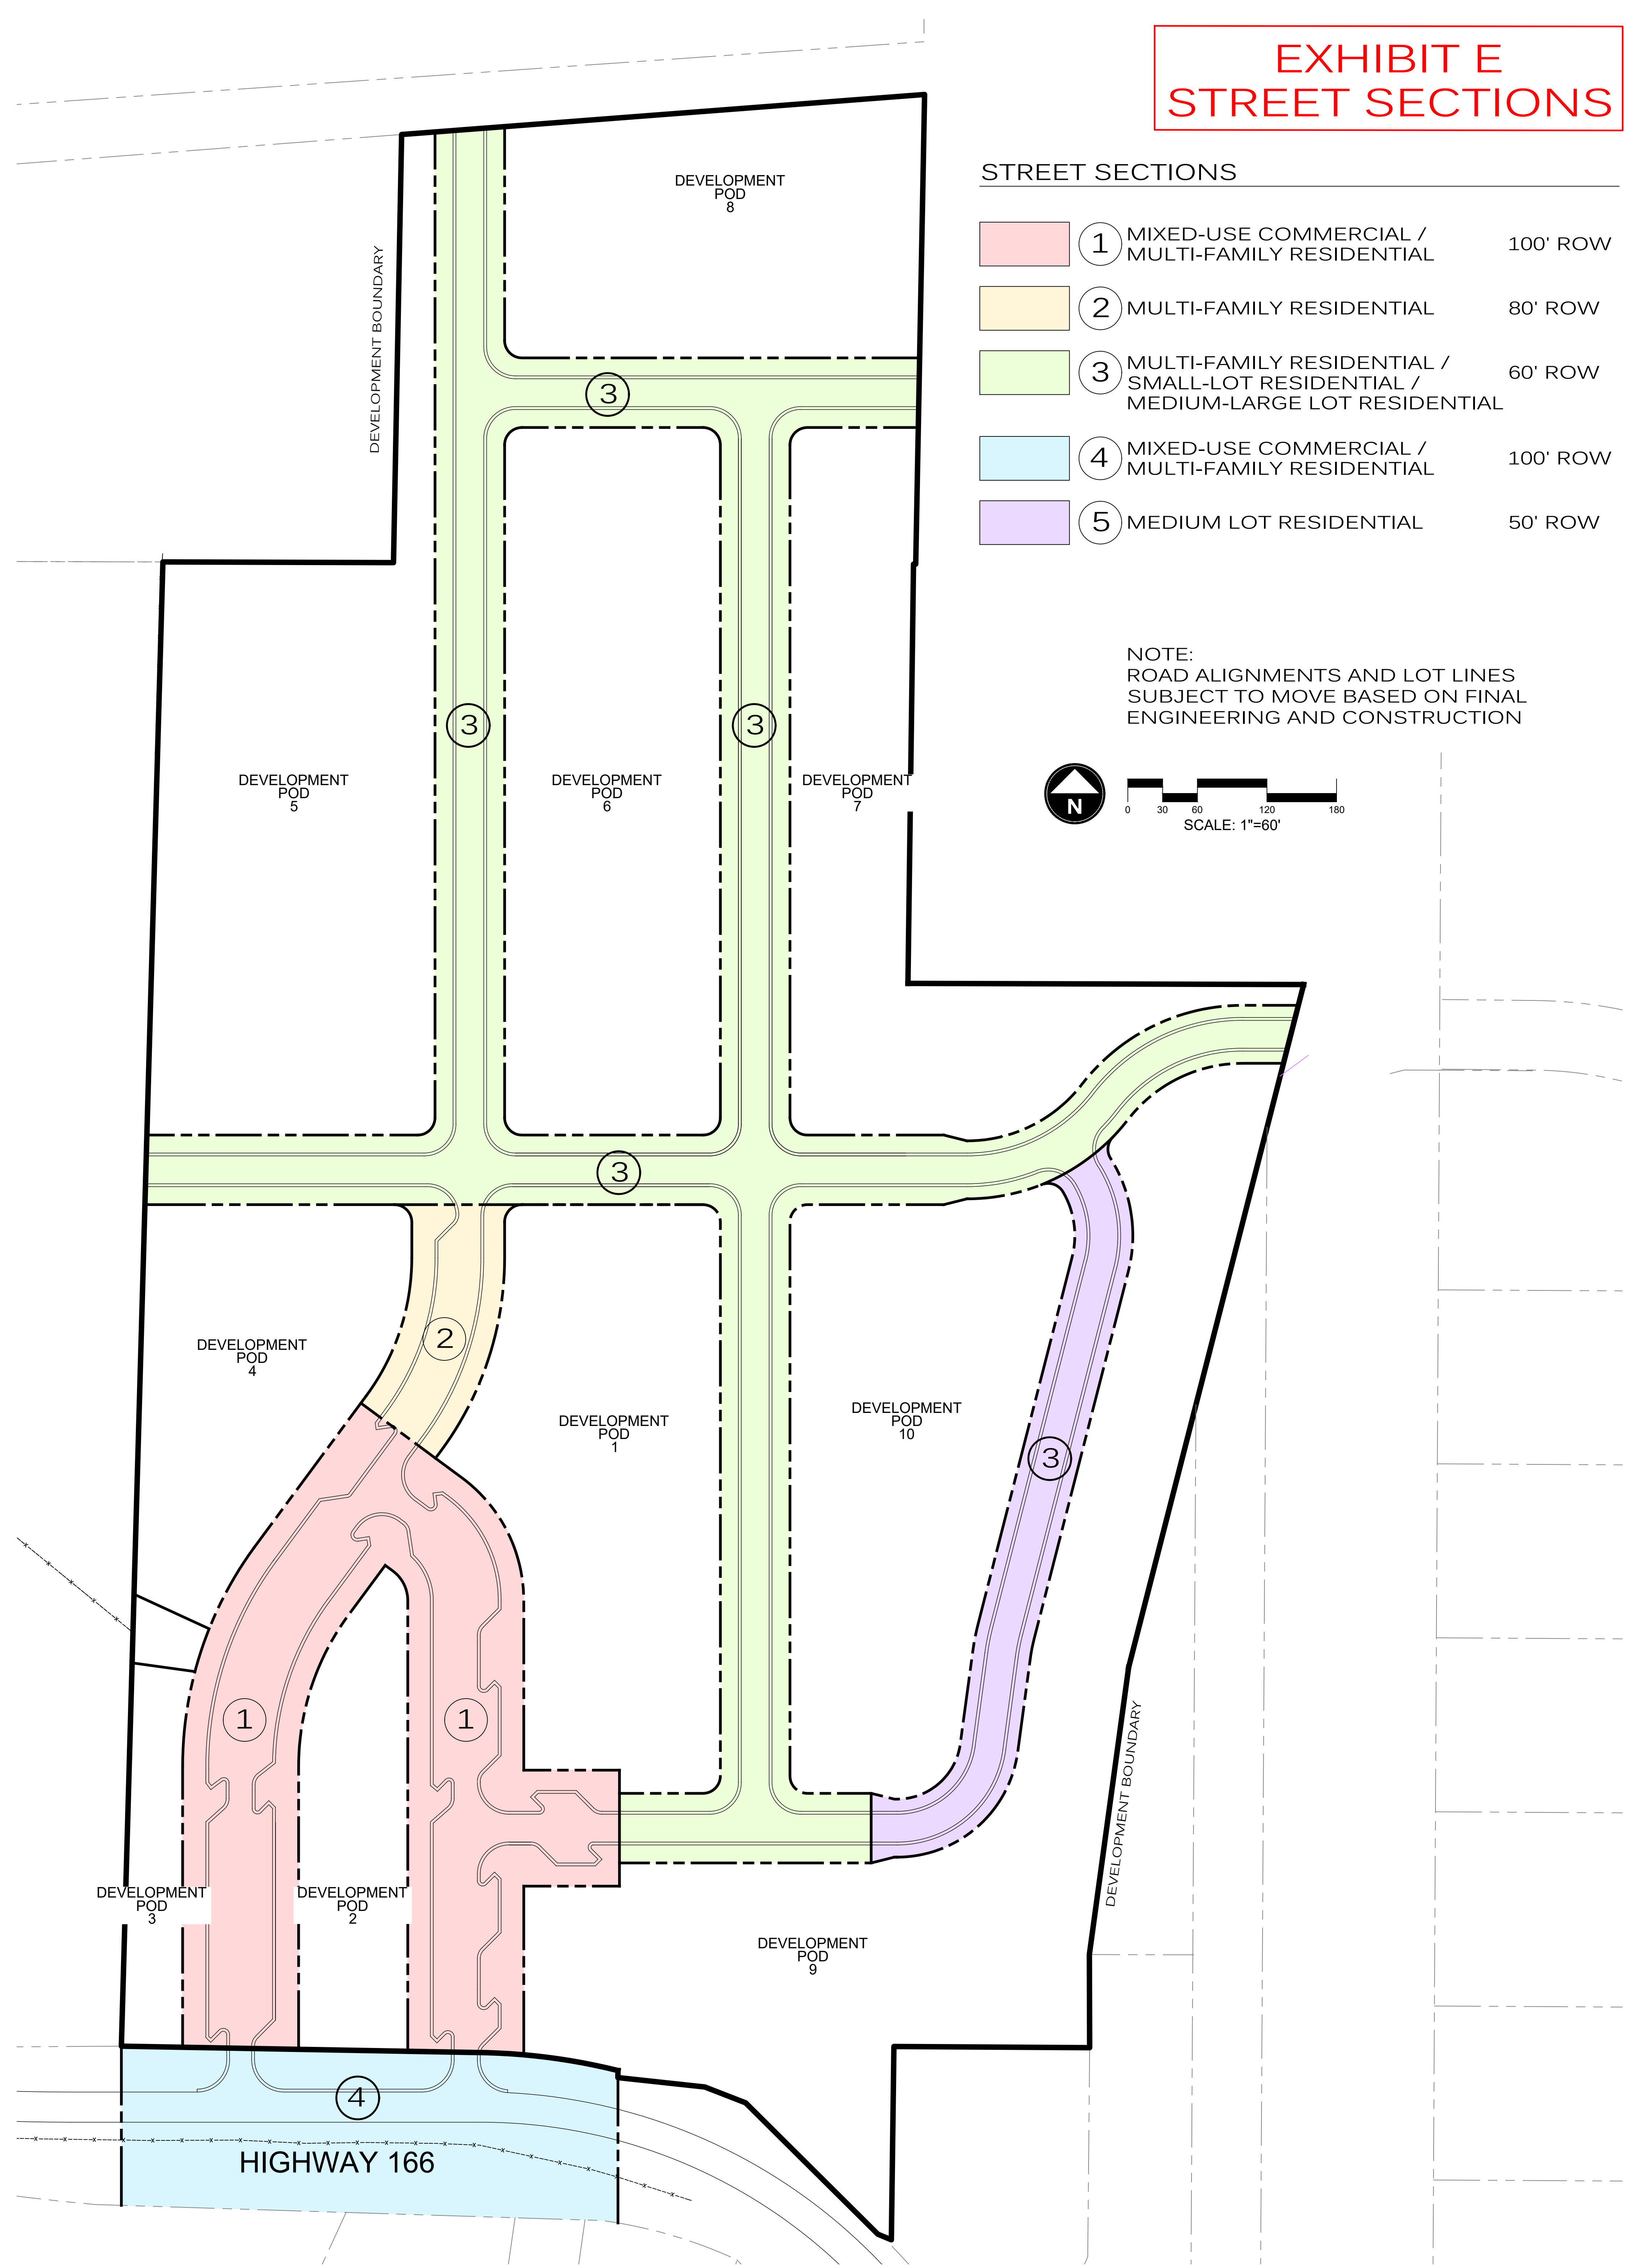 EXHIBIT E
STREET SECTIONS
STREET SECTIONS
1 MIXED-USE COMMERCIAL / 100' ROW
MULTI-FAMILY RESIDENTIAL
2 MULTI-FAMILY RESIDENTIAL 80' ROW
3 MULTI-FAMILY RESIDENTIAL / 60' ROW
SMALL-LOT RESIDENTIAL /
MEDIUM-LARGE LOT RESIDENTIAL
4 MIXED-USE COMMERCIAL / 100' ROW
MULTI-FAMILY RESIDENTIAL
5 MEDIUM LOT RESIDENTIAL 50' ROW
NOTE:
ROAD ALIGNMENTS AND LOT LINES
SUBJECT TO MOVE BASED ON FINAL
ENGINEERING AND CONSTRUCTION
N
0 30 60 120 180
SCALE: 1"=60'
DEVELOPMENT
POD
8
DEVELOPMENT BOUNDARY
3
3
3
DEVELOPMENT
POD
5
DEVELOPMENT
POD
6
DEVELOPMENT
POD
7
3
2
DEVELOPMENT
POD
4
DEVELOPMENT
POD
1
DEVELOPMENT
POD
10
3
1
1
DEVELOPMENT BOUNDARY
DEVELOPMENT
POD
3
DEVELOPMENT
POD
2
DEVELOPMENT
POD
9
4
HIGHWAY 166